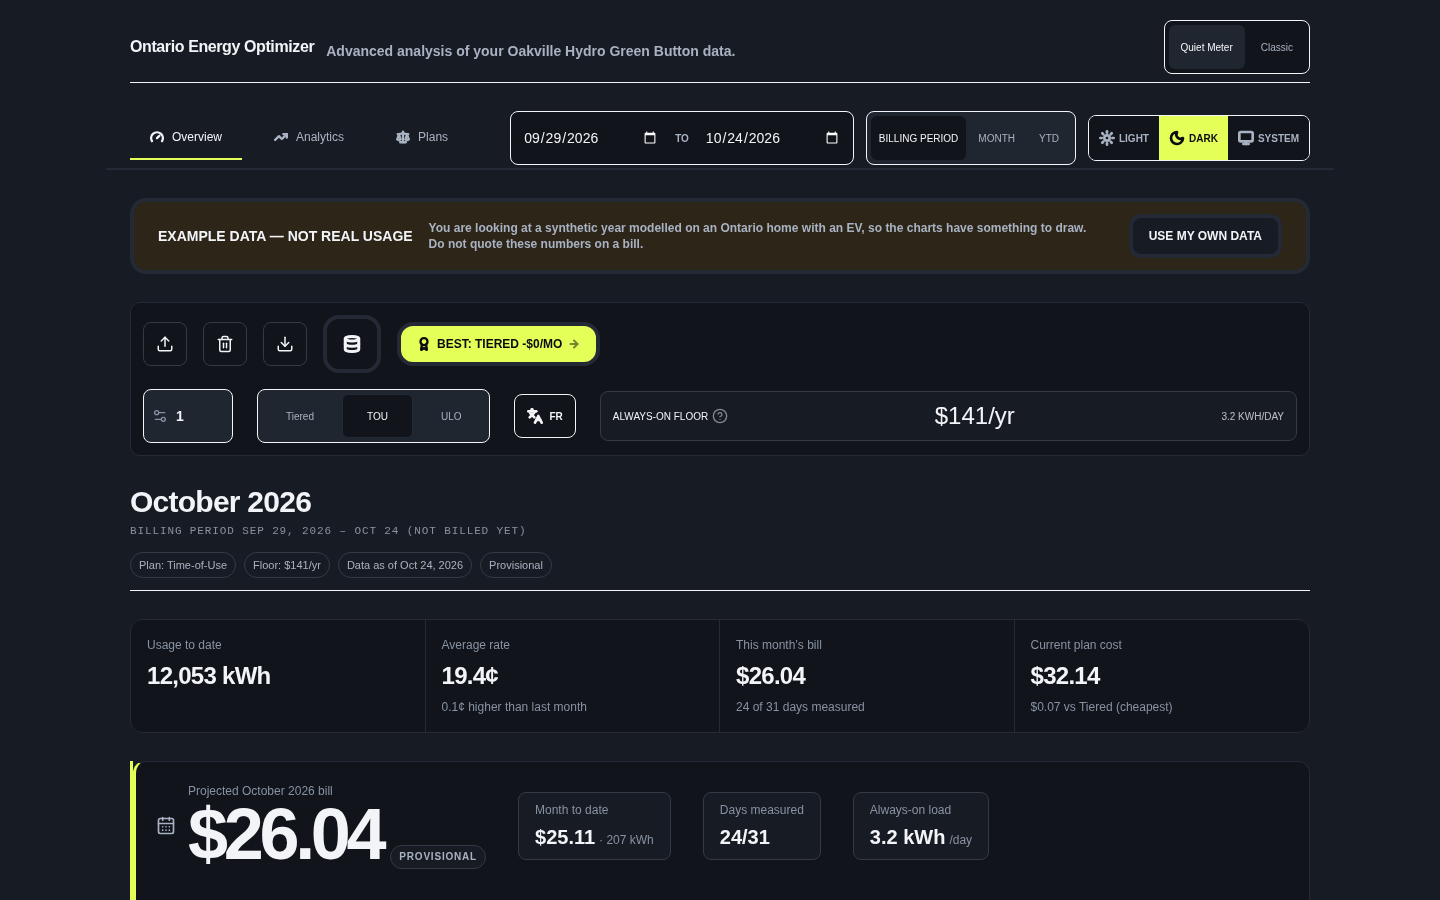 Ontario Energy Optimizer
Advanced analysis of your Oakville Hydro Green Button data.
Quiet Meter
Classic
Overview
Analytics
Plans
09/29/2026
TO
10/24/2026
BILLING PERIOD
MONTH
YTD
LIGHT
DARK
SYSTEM
EXAMPLE DATA — NOT REAL USAGE
You are looking at a synthetic year modelled on an Ontario home with an EV, so the charts have something to draw.
Do not quote these numbers on a bill.
USE MY OWN DATA
BEST: TIERED -$0/MO →
1
Tiered
TOU
ULO
FR
ALWAYS-ON FLOOR ?
$141/yr
3.2 KWH/DAY
October 2026
BILLING PERIOD SEP 29, 2026 – OCT 24 (NOT BILLED YET)
Plan: Time-of-Use
Floor: $141/yr
Data as of Oct 24, 2026
Provisional
Usage to date
12,053 kWh
Average rate
19.4¢
0.1¢ higher than last month
This month's bill
$26.04
24 of 31 days measured
Current plan cost
$32.14
$0.07 vs Tiered (cheapest)
Projected October 2026 bill
$26.04
PROVISIONAL
Month to date
$25.11 · 207 kWh
Days measured
24/31
Always-on load
3.2 kWh /day